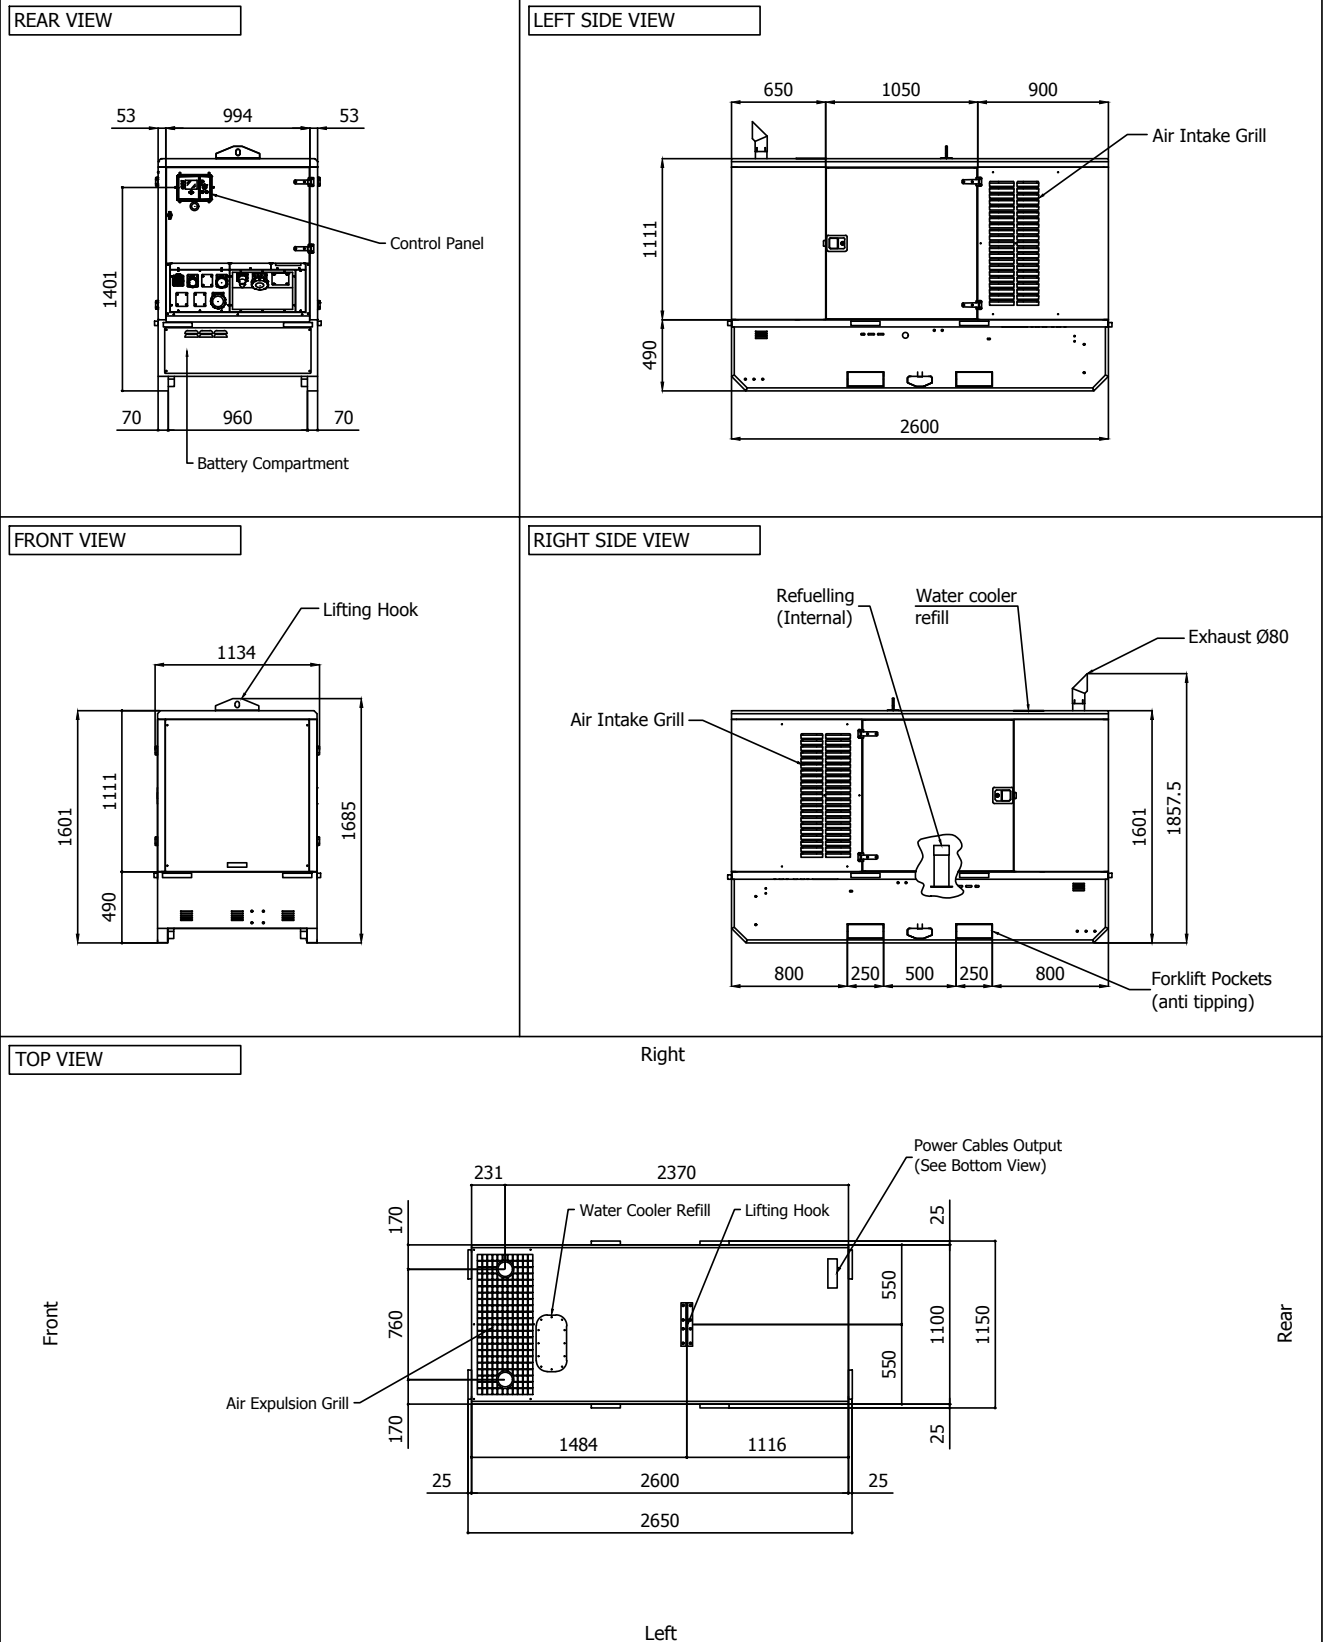 REAR VIEW
53 994 53
Control Panel
1401
70 960 70
Battery Compartment
LEFT SIDE VIEW
650 1050 900
Air Intake Grill
1111
490
2600
FRONT VIEW
Lifting Hook
1134
1601
1111
490
1685
RIGHT SIDE VIEW
Refuelling
(Internal)
Water cooler
refill
Exhaust Ø80
Air Intake Grill
1601
1857.5
800 250 500 250 800
Forklift Pockets
(anti tipping)
TOP VIEW
Right
Power Cables Output
(See Bottom View)
231 2370
Water Cooler Refill
Lifting Hook
170
760
170
25
550
550
1100
1150
25
Front
Rear
Air Expulsion Grill
1484 1116
25 2600 25
2650
Left